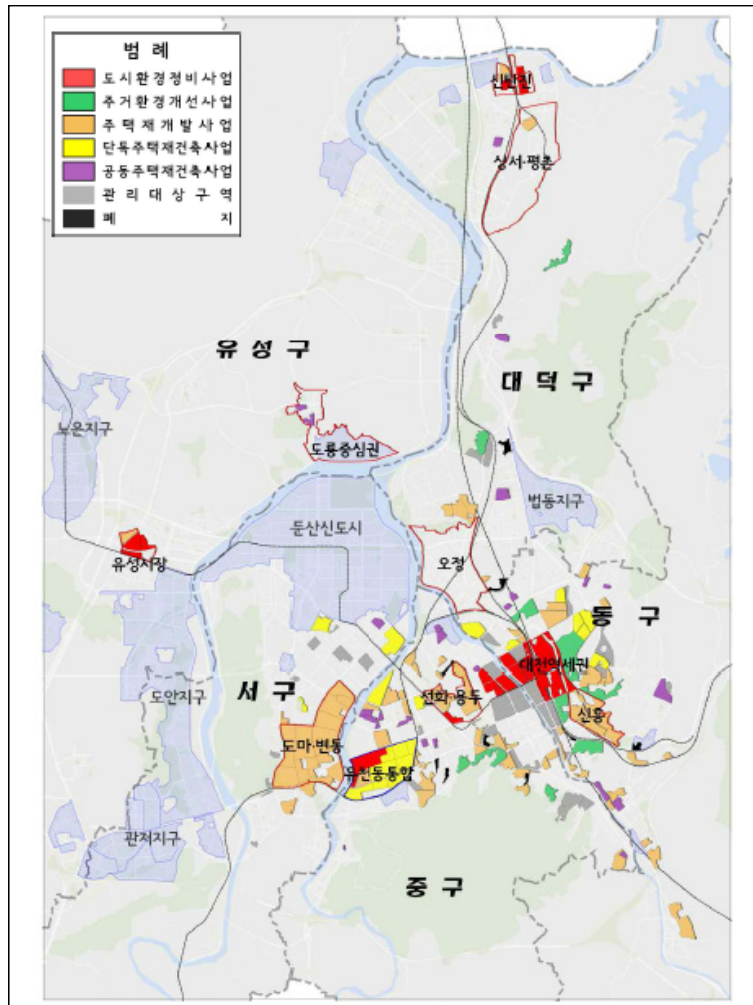 범 례
도시환경정비사업
주거환경개선사업
주택재개발사업
단독주택재건축사업
공동주택재건축사업
관 리 대 상 구 역
폐 지
신탄진
상서·평촌
유 성 구
대 덕 구
노은지구
도룡중심권
법동지구
둔산신도시
유성시장
오정
동 구
대전역세권
도안지구
서 구
선화·용두
신흥
도마·변동
유천동통합
관저지구
중 구